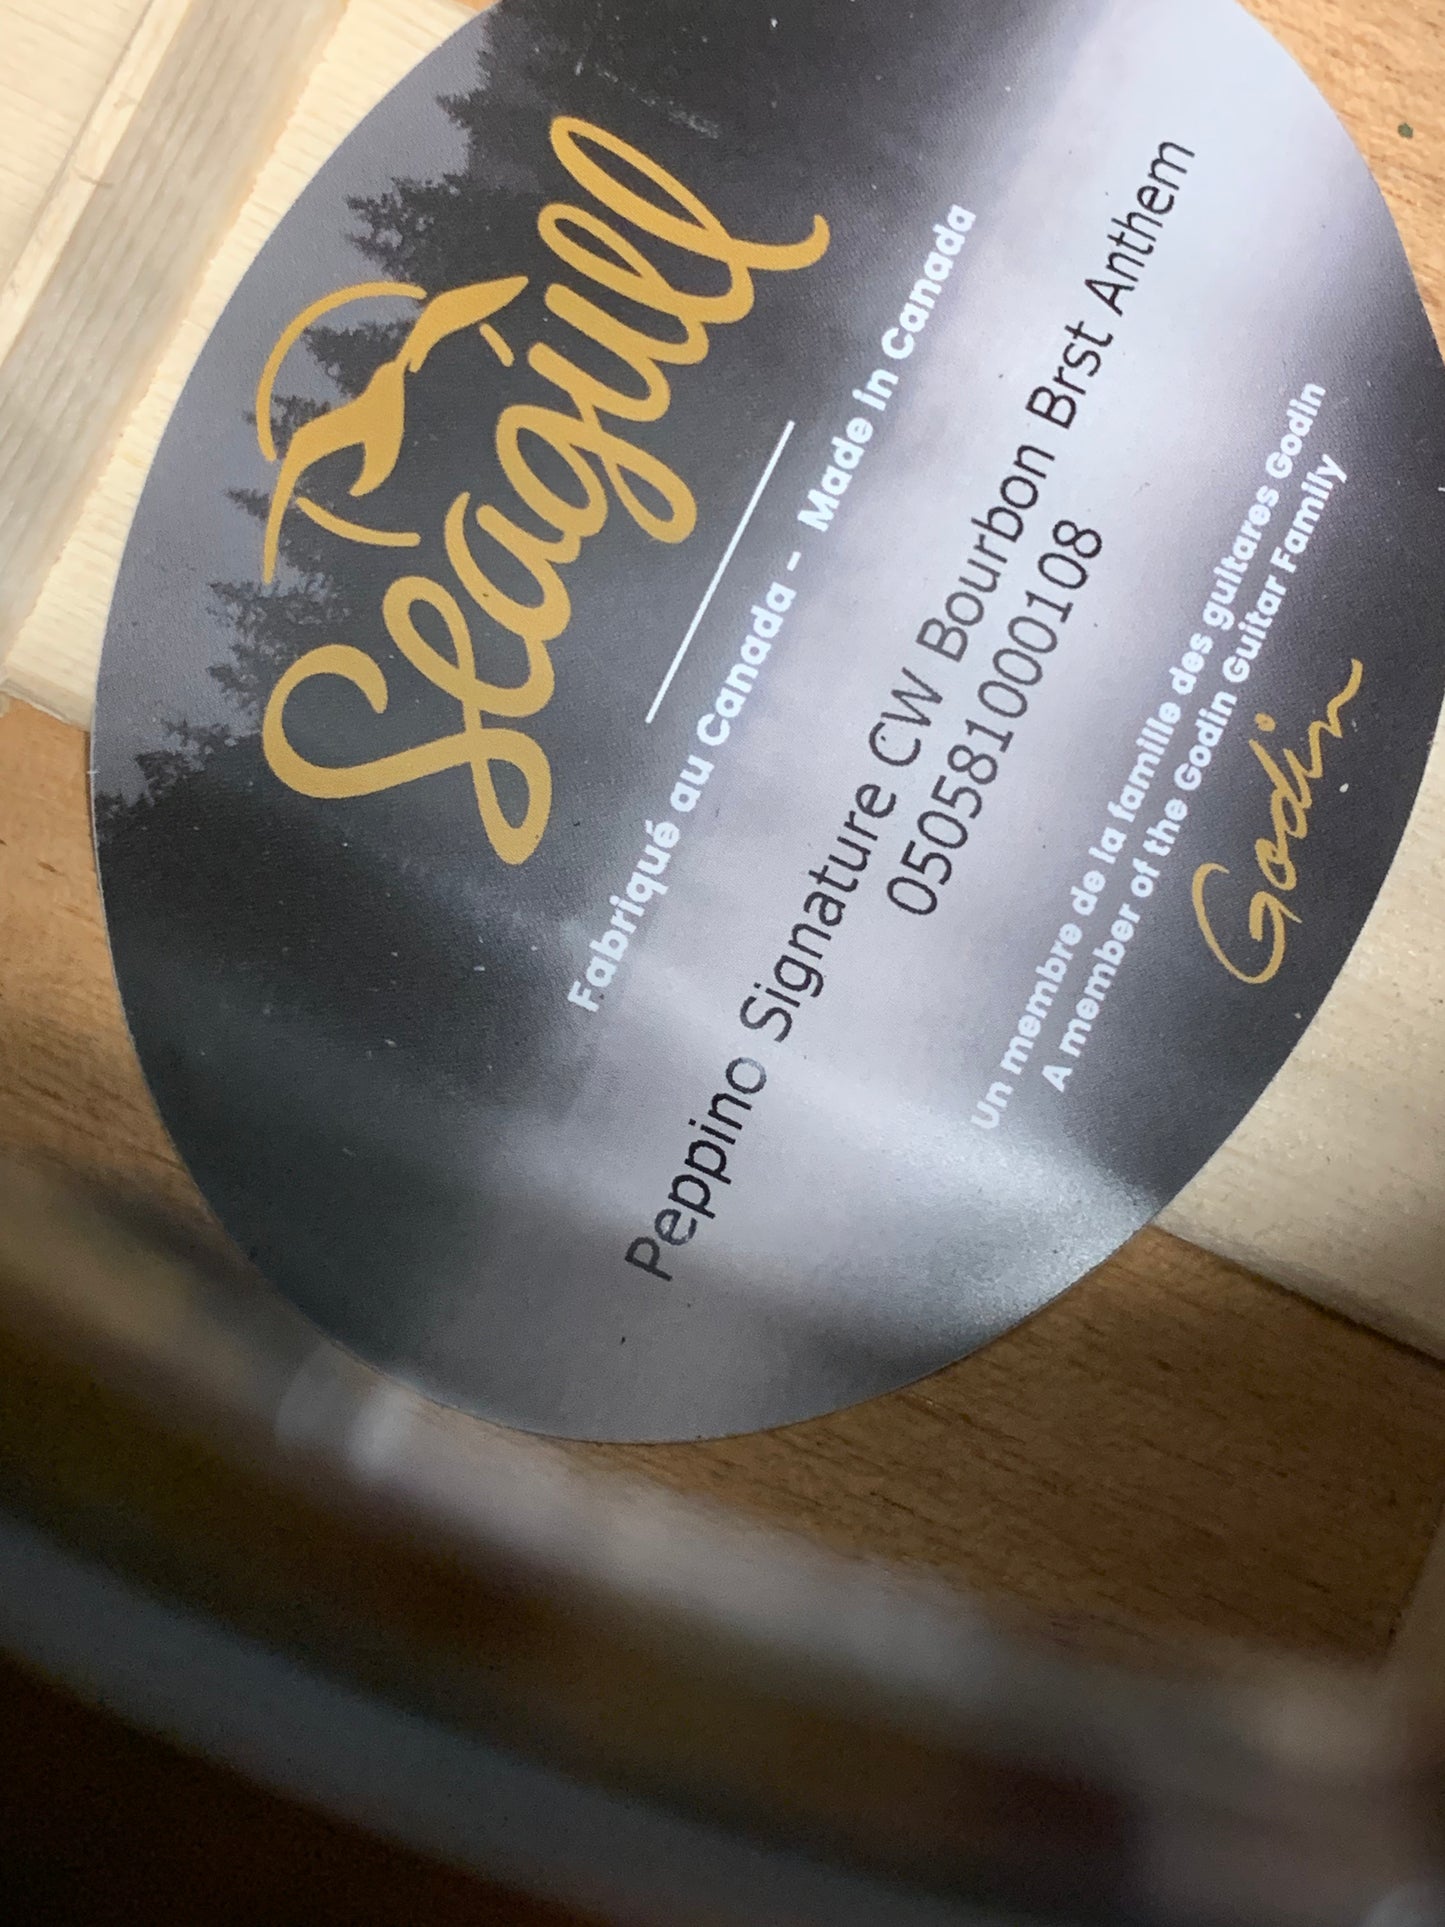 Seagull
Fabriqué au Canada - Made in Canada
Peppino Signature CW Bourbon Brst Anthem
050581000108
Un membre de la famille des guitares Godin
A member of the Godin Guitar Family
Godin